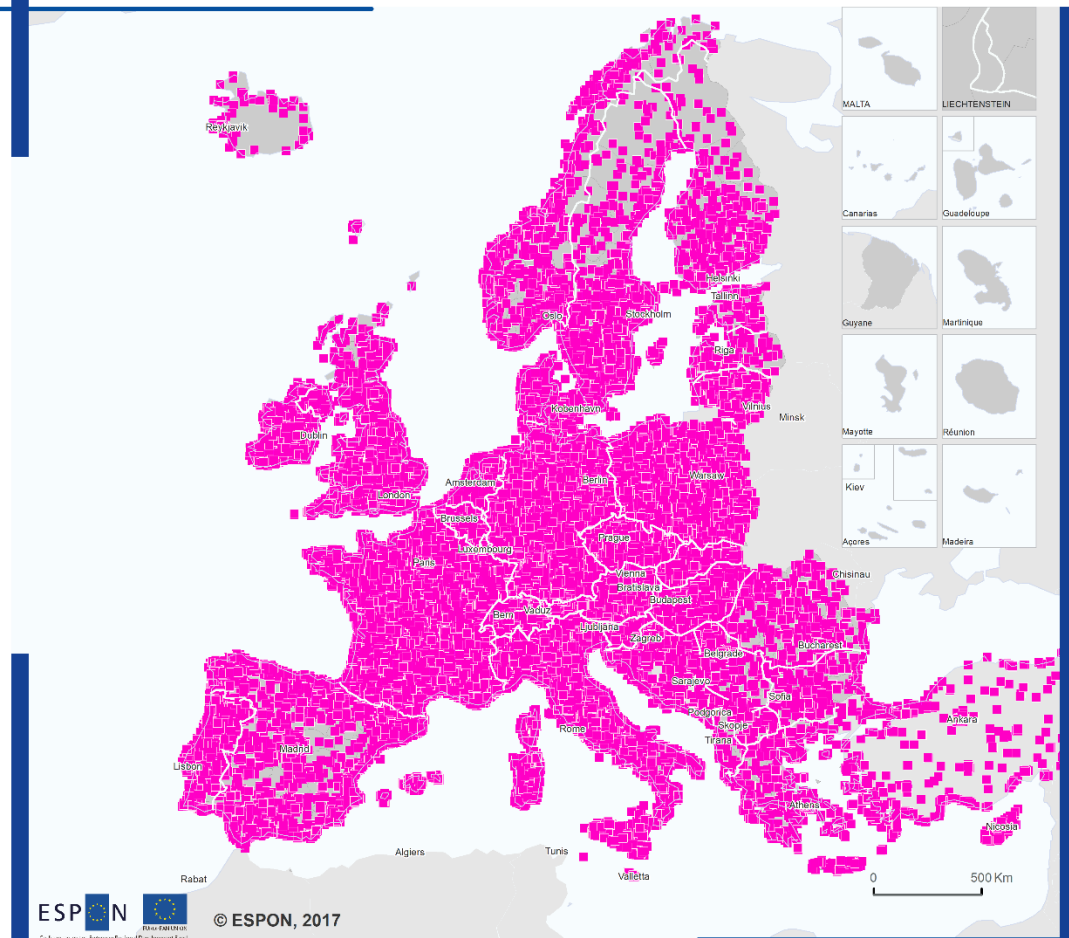 MALTA
LIECHTENSTEIN
Reykjavík
Canarias
Guadeloupe
Helsinki
Tallinn
Oslo
Stockholm
Guyane
Martinique
Riga
København
Vilnius
Minsk
Mayotte
Réunion
Dublin
Amsterdam
Berlin
Warsaw
London
Kiev
Brussels
Açores
Madeira
Prague
Luxembourg
Paris
Vienna
Chisinau
Bratislava
Budapest
Bern
Vaduz
Ljubljana
Zagreb
Bucharest
Belgrade
Sarajevo
Sofia
Podgorica
Ankara
Skopje
Rome
Tirana
Madrid
Lisbon
Athens
Nicosia
Algiers
Tunis
Valletta
Rabat
0 500 Km
ESPON
EUROPEAN UNION
© ESPON, 2017